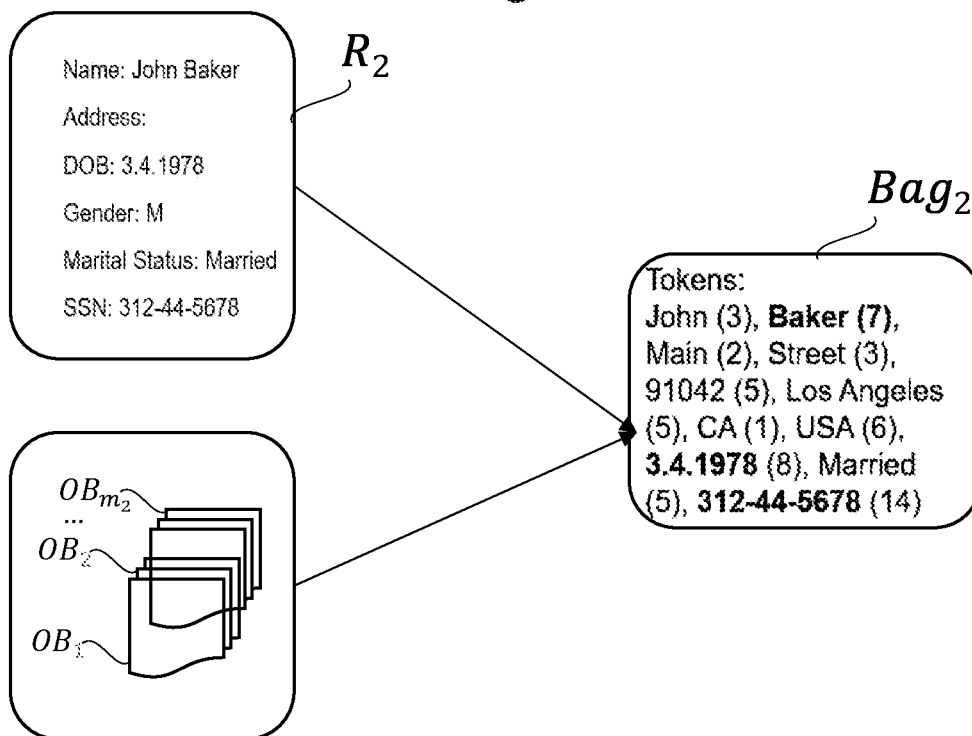 R₂
Name: John Baker
Address:
DOB: 3.4.1978
Gender: M
Marital Status: Married
SSN: 312-44-5678
Bag₂
Tokens:
John (3), Baker (7),
Main (2), Street (3),
91042 (5), Los Angeles
(5), CA (1), USA (6),
3.4.1978 (8), Married
(5), 312-44-5678 (14)
OBₘ₂
...
OB₂
OB₁